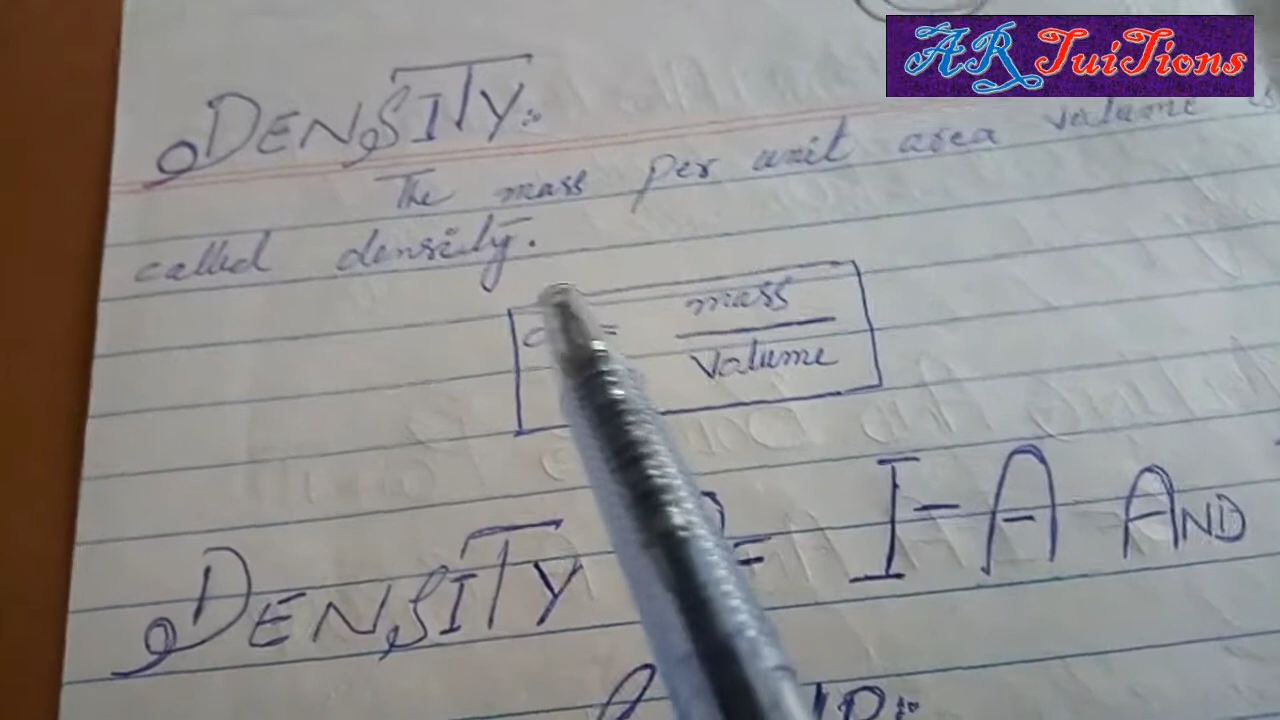 AR TuiTions
DENSITY:
The mass per unit area volume is
called density.
d = mass
volume
DENSITY = I-A AND